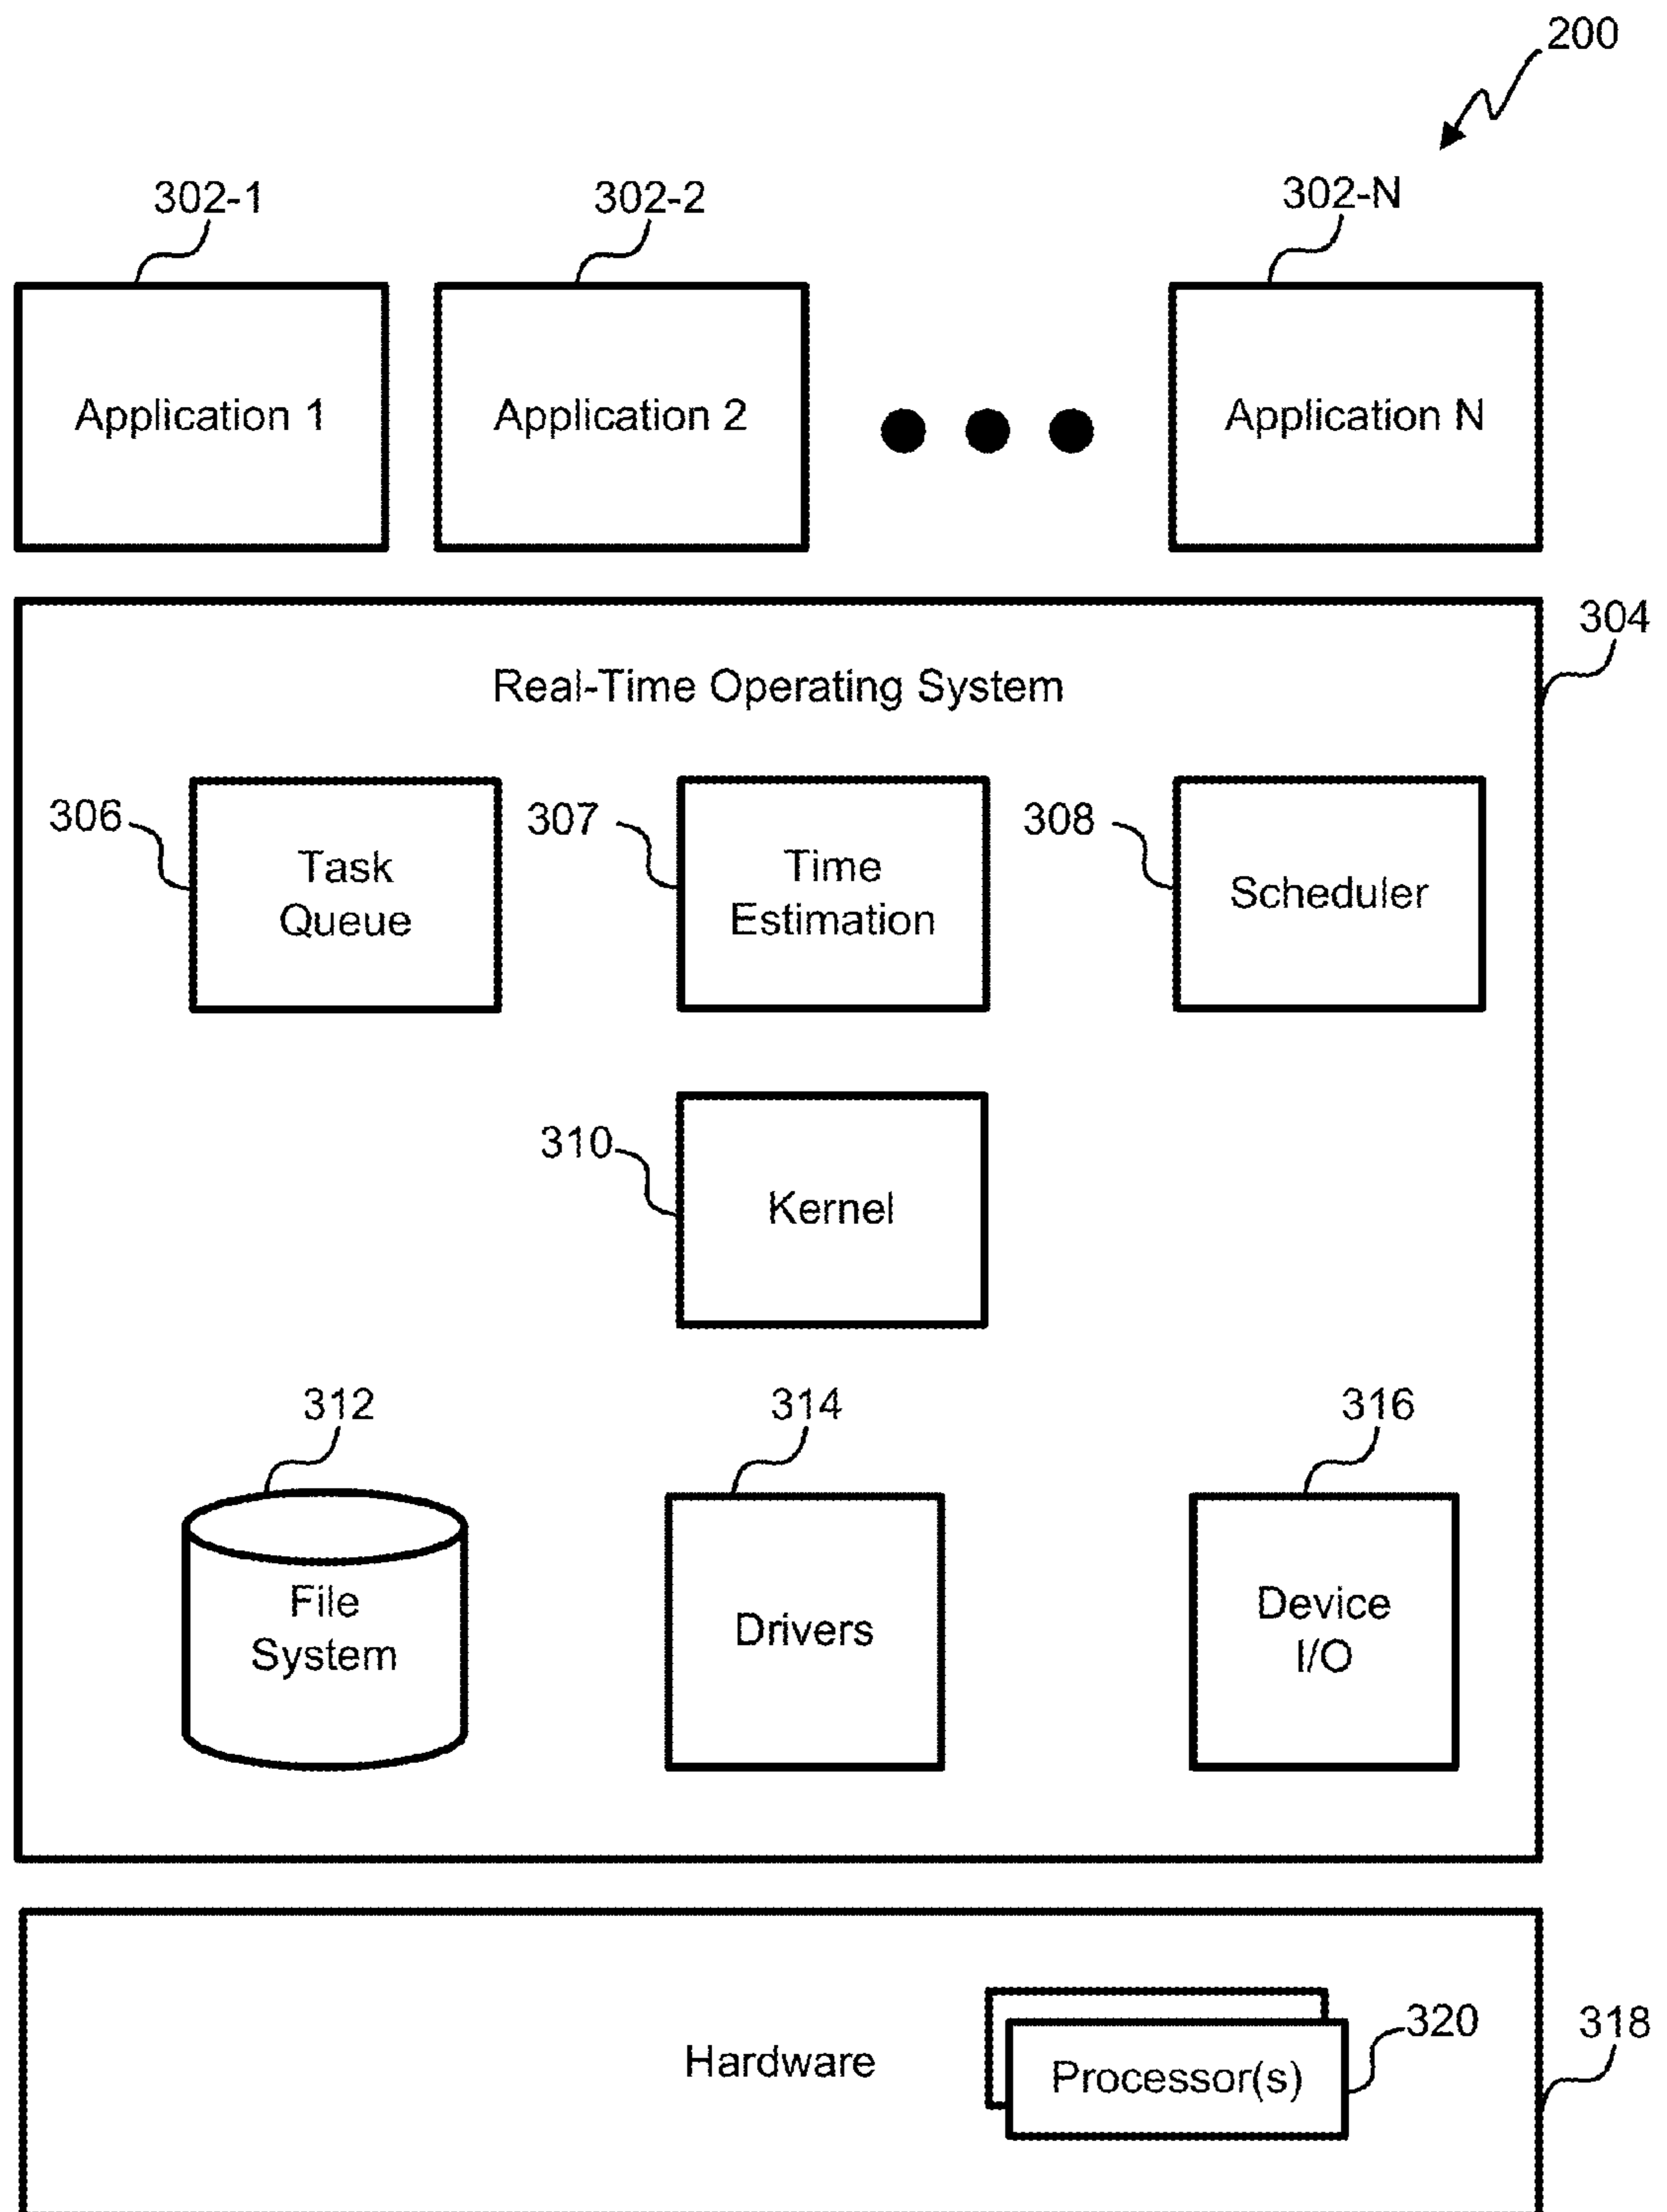 200
302-1
302-2
302-N
Application 1
Application 2
Application N
304
Real-Time Operating System
306
Task
Queue
307
Time
Estimation
308
Scheduler
310
Kernel
312
314
316
File
System
Drivers
Device
I/O
Hardware
Processor(s)
320
318